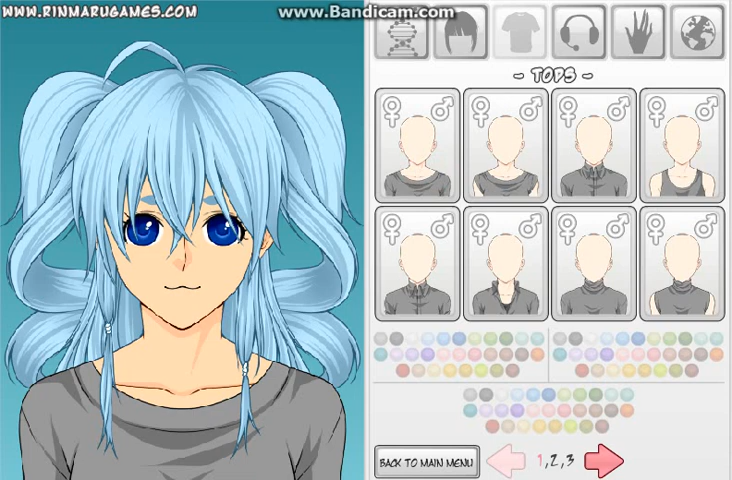 www.RinmaruGames.com
www.Bandicam.com
- TOPS -
BACK TO MAIN MENU
1,2,3